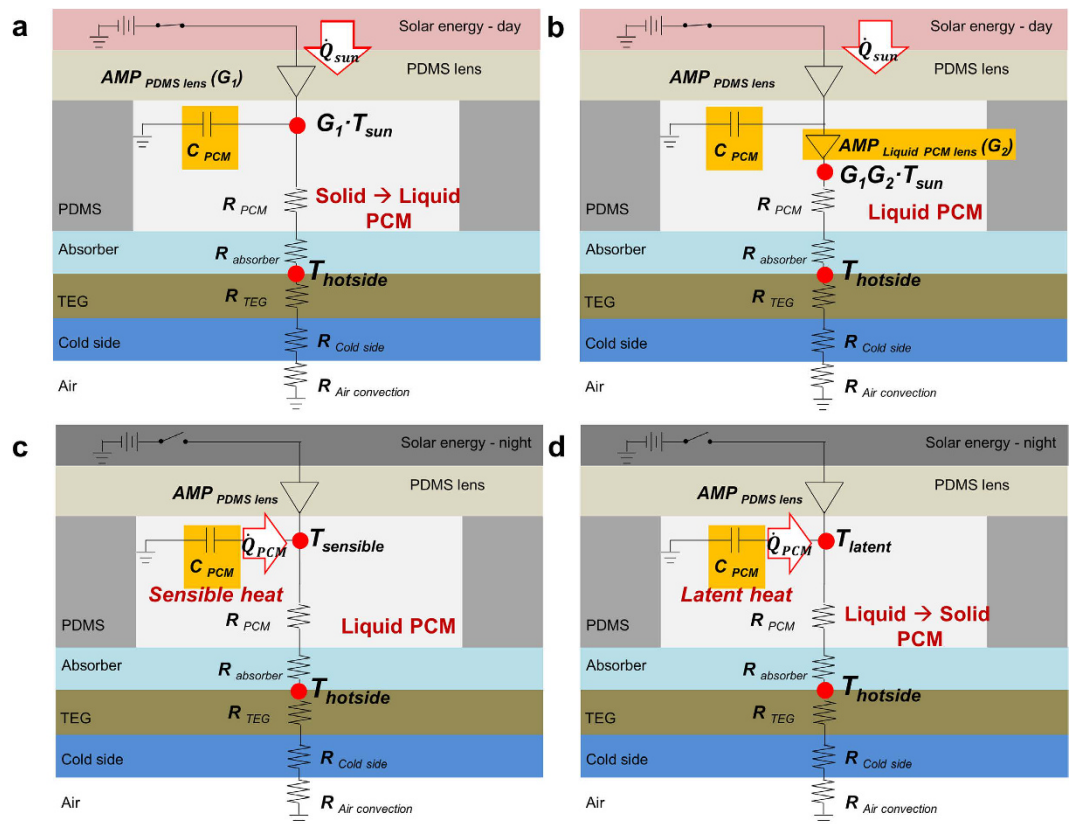 a
Solar energy - day
Q̇sun
PDMS lens
AMP PDMS lens (G1)
C PCM
G1·Tsun
R PCM
Solid → Liquid
PCM
PDMS
Absorber
R absorber
Thotside
TEG
R TEG
Cold side
R Cold side
Air
R Air convection
b
Solar energy - day
Q̇sun
PDMS lens
AMP PDMS lens
C PCM
AMP Liquid PCM lens (G2)
G1G2·Tsun
R PCM
Liquid PCM
PDMS
Absorber
R absorber
Thotside
TEG
R TEG
Cold side
R Cold side
Air
R Air convection
c
Solar energy - night
PDMS lens
AMP PDMS lens
Q̇PCM
Tsensible
C PCM
Sensible heat
R PCM
Liquid PCM
PDMS
Absorber
R absorber
Thotside
TEG
R TEG
Cold side
R Cold side
Air
R Air convection
d
Solar energy - night
PDMS lens
AMP PDMS lens
Q̇PCM
Tlatent
C PCM
Latent heat
R PCM
Liquid → Solid
PCM
PDMS
Absorber
R absorber
Thotside
TEG
R TEG
Cold side
R Cold side
Air
R Air convection